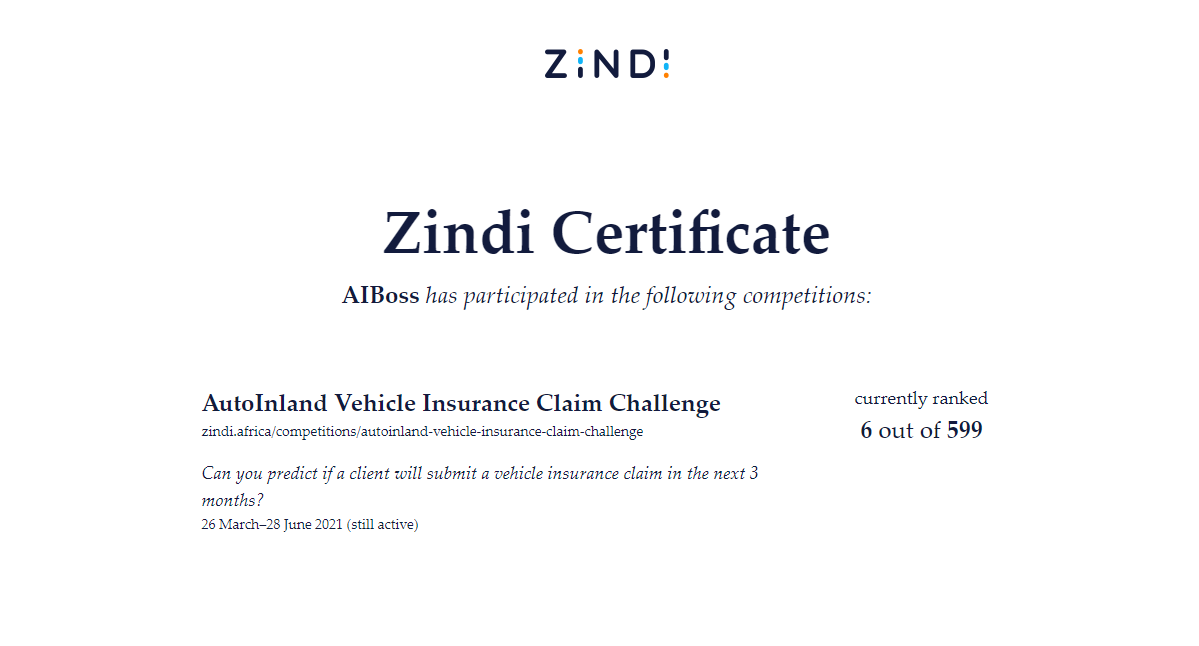 ZINDI
Zindi Certificate
AIBoss has participated in the following competitions:
AutoInland Vehicle Insurance Claim Challenge
zindi.africa/competitions/autoinland-vehicle-insurance-claim-challenge
currently ranked
6 out of 599
Can you predict if a client will submit a vehicle insurance claim in the next 3
months?
26 March–28 June 2021 (still active)